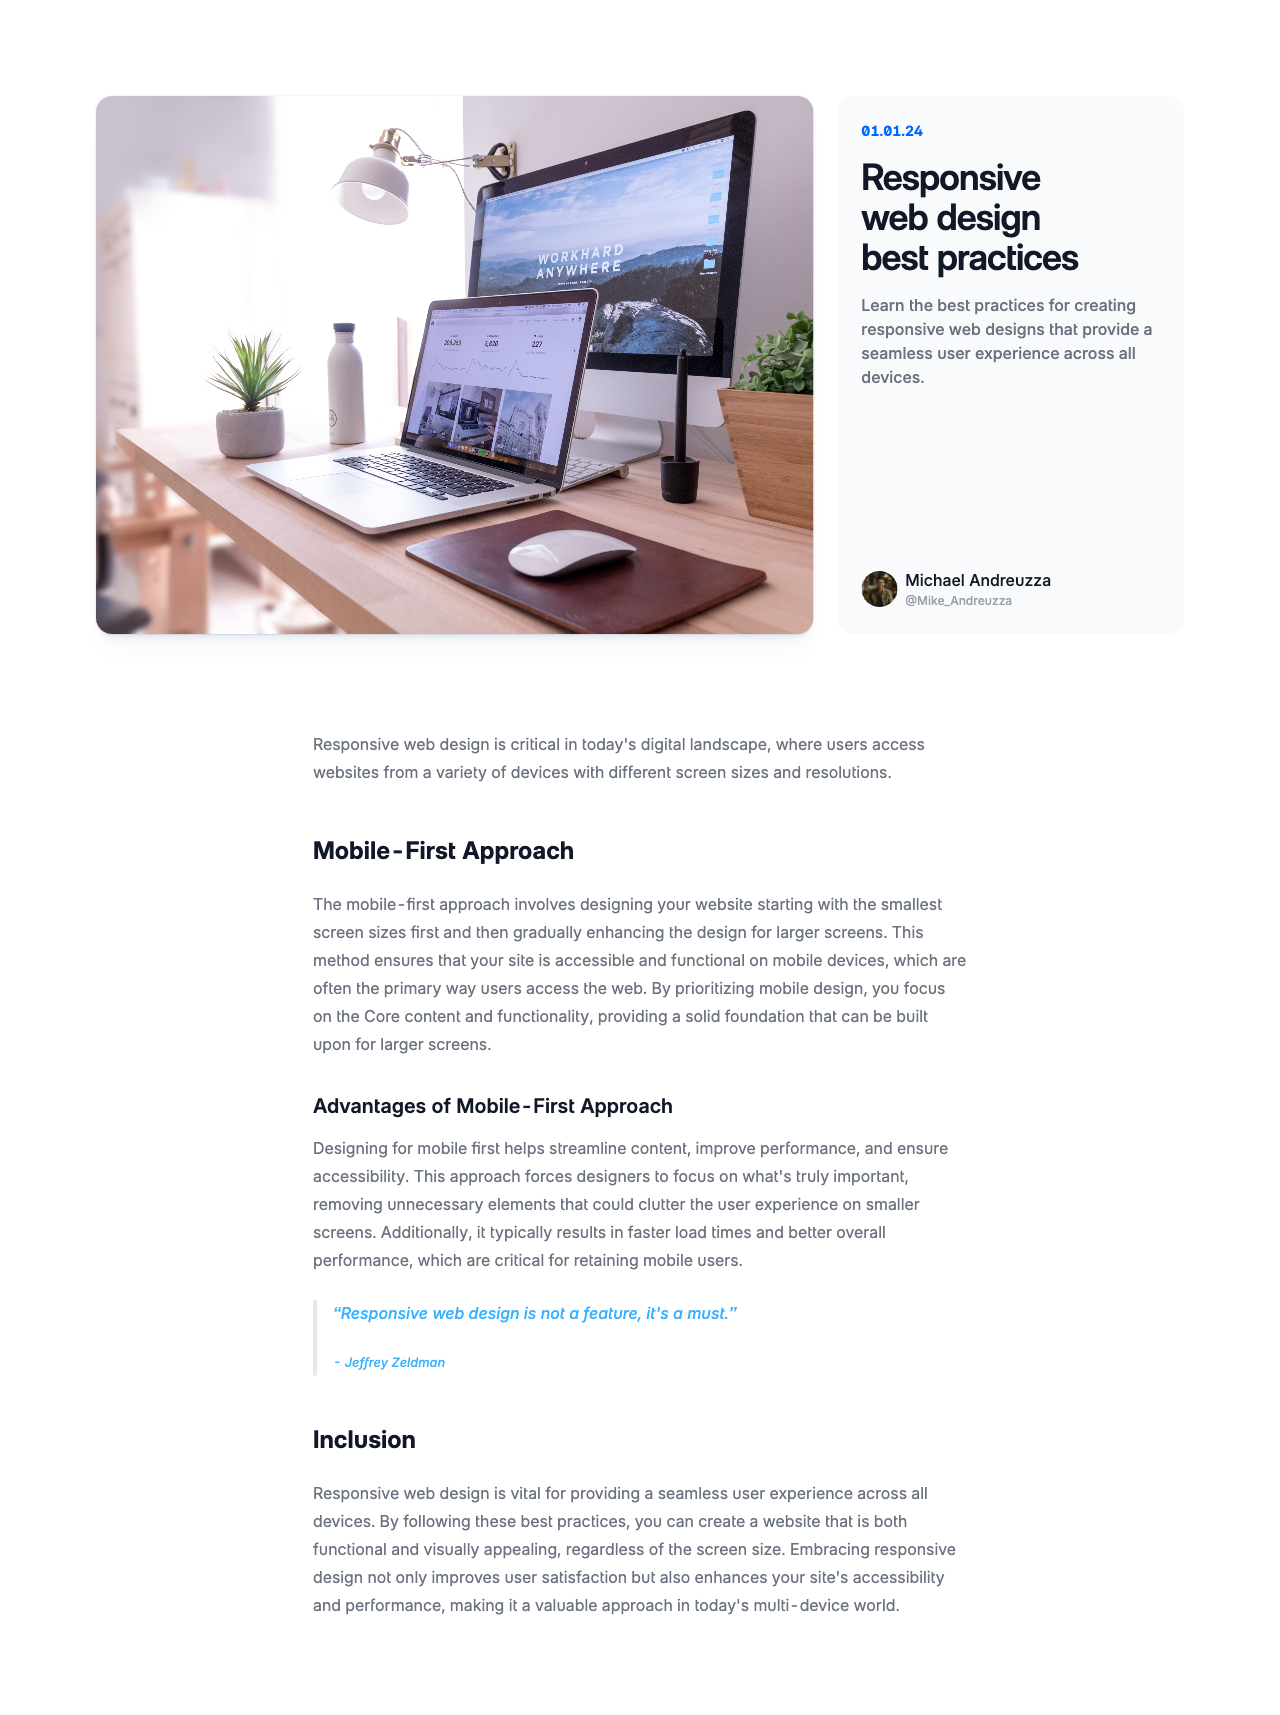 WORKHARD
ANYWHERE
205,253
3,820
227
01.01.24
Responsive
web design
best practices
Learn the best practices for creating
responsive web designs that provide a
seamless user experience across all
devices.
Michael Andreuzza
@Mike_Andreuzza
Responsive web design is critical in today's digital landscape, where users access
websites from a variety of devices with different screen sizes and resolutions.
Mobile-First Approach
The mobile-first approach involves designing your website starting with the smallest
screen sizes first and then gradually enhancing the design for larger screens. This
method ensures that your site is accessible and functional on mobile devices, which are
often the primary way users access the web. By prioritizing mobile design, you focus
on the Core content and functionality, providing a solid foundation that can be built
upon for larger screens.
Advantages of Mobile-First Approach
Designing for mobile first helps streamline content, improve performance, and ensure
accessibility. This approach forces designers to focus on what's truly important,
removing unnecessary elements that could clutter the user experience on smaller
screens. Additionally, it typically results in faster load times and better overall
performance, which are critical for retaining mobile users.
“Responsive web design is not a feature, it's a must.”
- Jeffrey Zeldman
Inclusion
Responsive web design is vital for providing a seamless user experience across all
devices. By following these best practices, you can create a website that is both
functional and visually appealing, regardless of the screen size. Embracing responsive
design not only improves user satisfaction but also enhances your site's accessibility
and performance, making it a valuable approach in today's multi-device world.